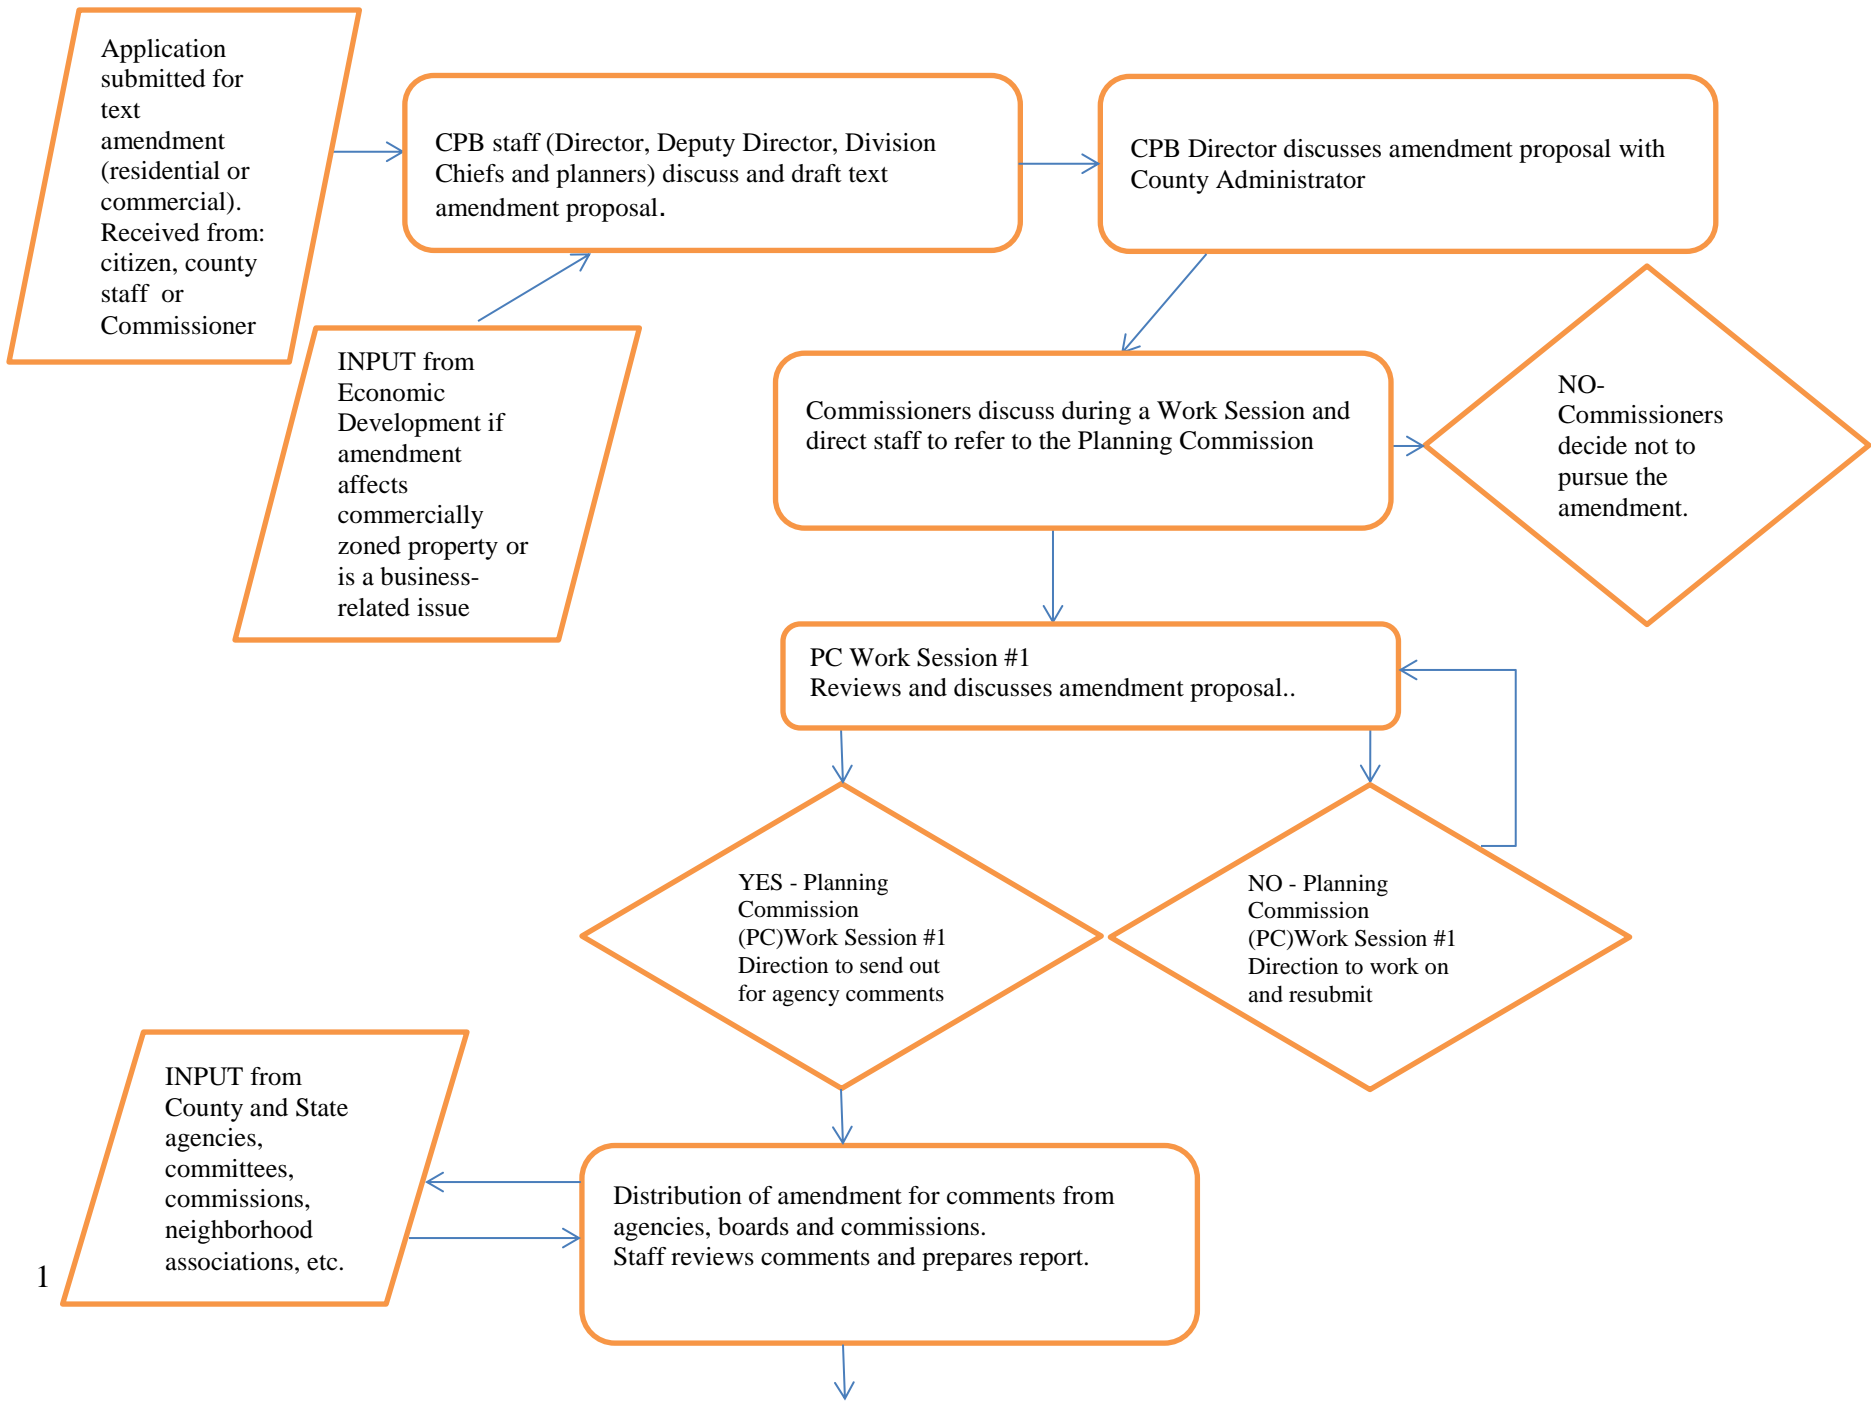 Application
submitted for
text
amendment
(residential or
commercial).
Received from:
citizen, county
staff or
Commissioner
CPB staff (Director, Deputy Director, Division
Chiefs and planners) discuss and draft text
amendment proposal.
CPB Director discusses amendment proposal with
County Administrator
INPUT from
Economic
Development if
amendment
affects
commercially
zoned property or
is a business-
related issue
Commissioners discuss during a Work Session and
direct staff to refer to the Planning Commission
NO-
Commissioners
decide not to
pursue the
amendment.
PC Work Session #1
Reviews and discusses amendment proposal..
YES - Planning
Commission
(PC)Work Session #1
Direction to send out
for agency comments
NO - Planning
Commission
(PC)Work Session #1
Direction to work on
and resubmit
INPUT from
County and State
agencies,
committees,
commissions,
neighborhood
associations, etc.
Distribution of amendment for comments from
agencies, boards and commissions.
Staff reviews comments and prepares report.
1